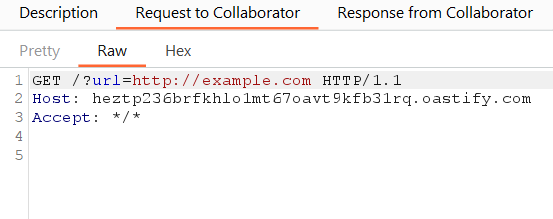 Description Request to Collaborator Response from Collaborator
Pretty Raw Hex
1 GET /?url=http://example.com HTTP/1.1
2 Host: heztp236brfkhlo1mt67oavt9kfb31rq.oastify.com
3 Accept: */*
4
5